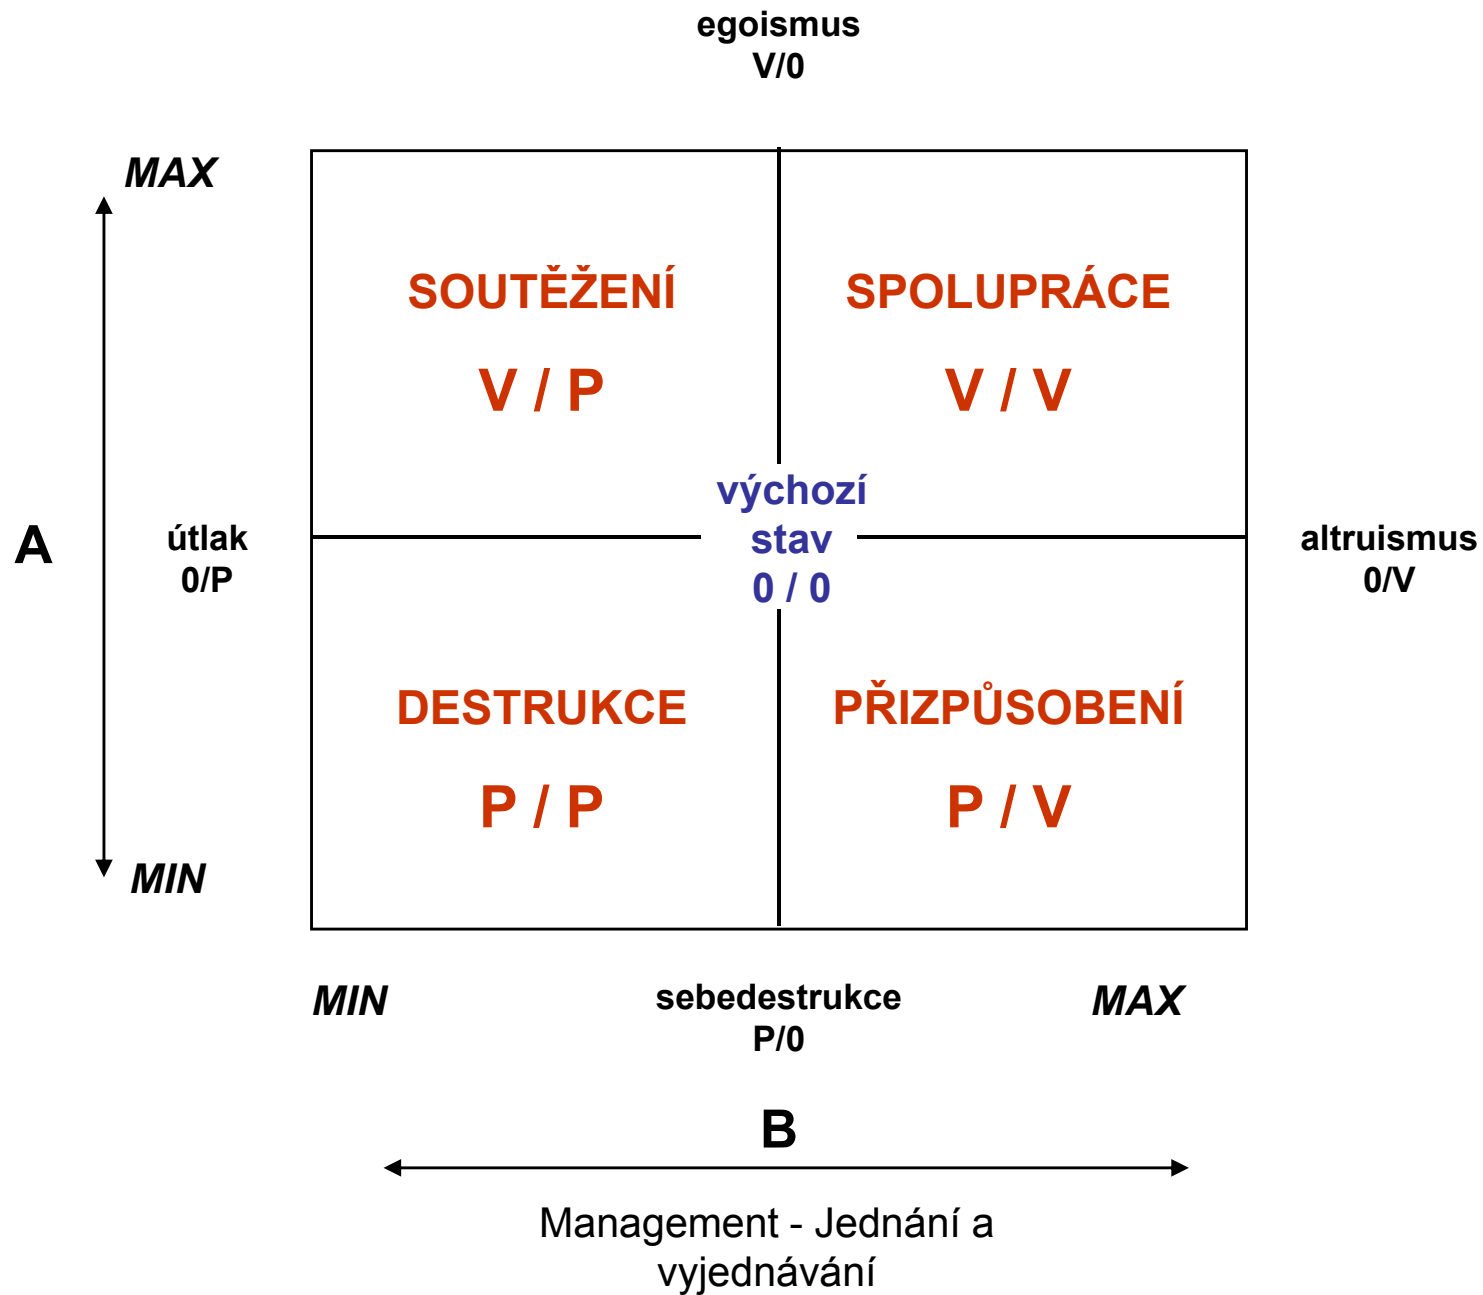 egoismus
V/0
MAX
SOUTĚŽENÍ
SPOLUPRÁCE
V / P
V / V
výchozí
stav
0 / 0
A
útlak
0/P
altruismus
0/V
DESTRUKCE
PŘIZPŮSOBENÍ
P / P
P / V
MIN
MIN
sebedestrukce
P/0
MAX
B
Management - Jednání a
vyjednávání